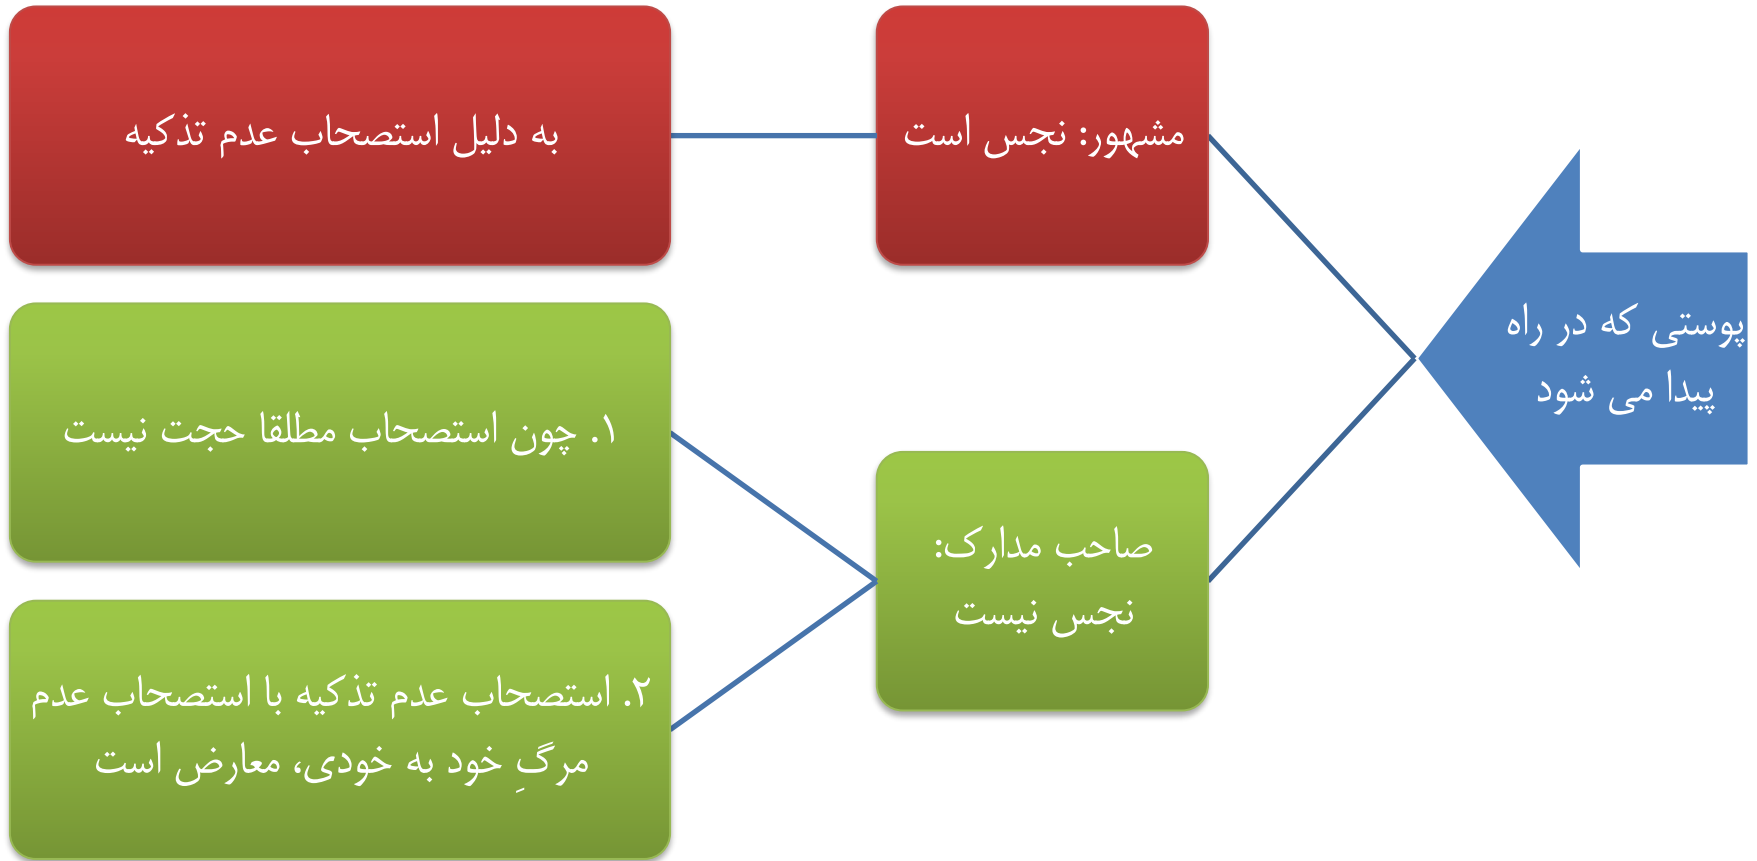 پوستی که در راه
پیدا می شود
مشهور: نجس است
به دلیل استصحاب عدم تذکیه
صاحب مدارک:
نجس نیست
۱. چون استصحاب مطلقا حجت نیست
۲. استصحاب عدم تذکیه با استصحاب عدم
مرگِ خود به خودی، معارض است